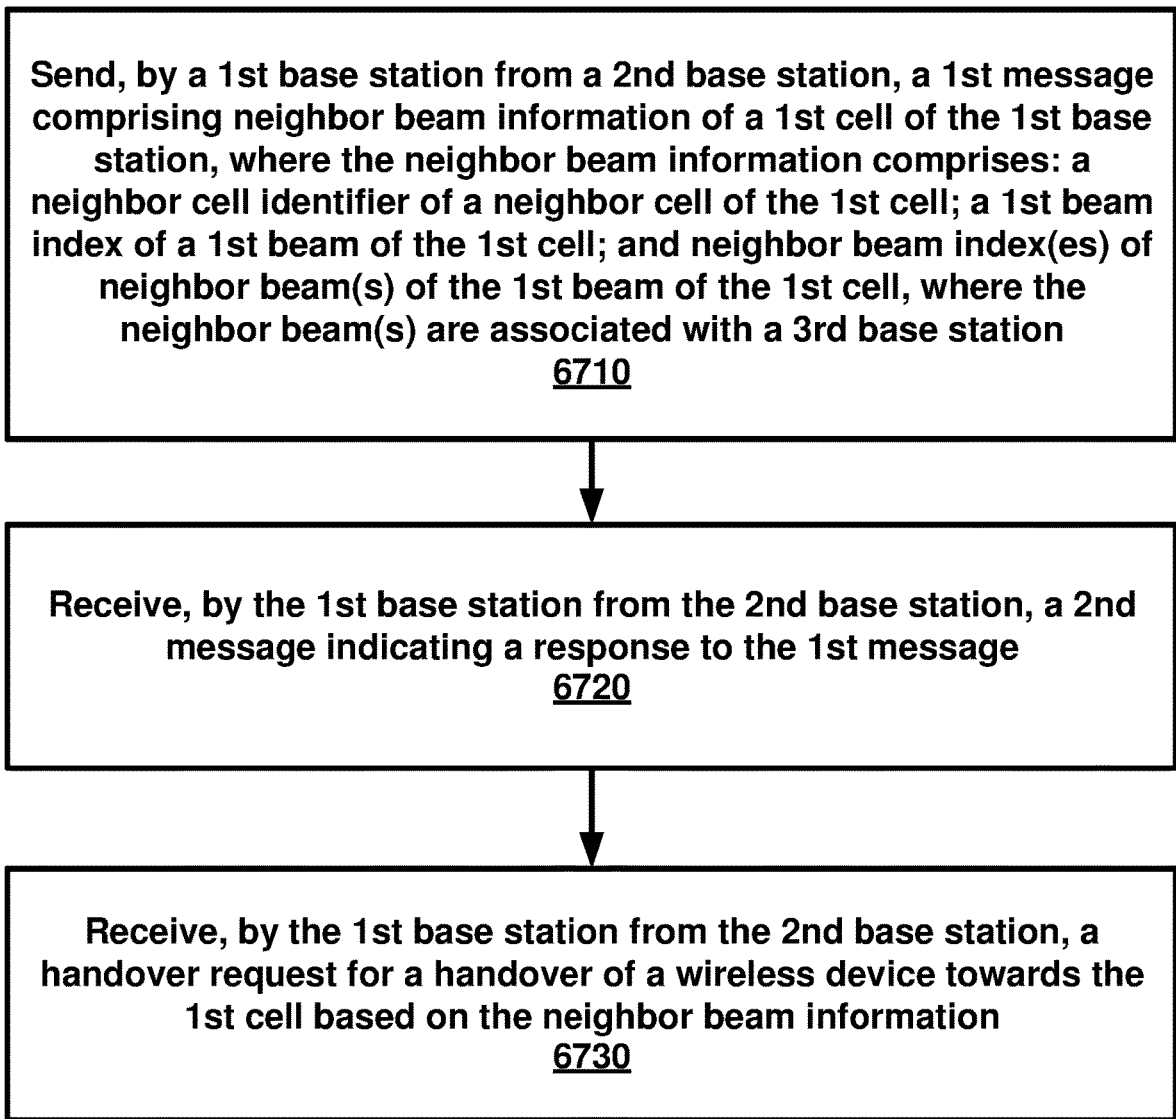 Send, by a 1st base station from a 2nd base station, a 1st message
comprising neighbor beam information of a 1st cell of the 1st base
station, where the neighbor beam information comprises: a
neighbor cell identifier of a neighbor cell of the 1st cell; a 1st beam
index of a 1st beam of the 1st cell; and neighbor beam index(es) of
neighbor beam(s) of the 1st beam of the 1st cell, where the
neighbor beam(s) are associated with a 3rd base station
6710
Receive, by the 1st base station from the 2nd base station, a 2nd
message indicating a response to the 1st message
6720
Receive, by the 1st base station from the 2nd base station, a
handover request for a handover of a wireless device towards the
1st cell based on the neighbor beam information
6730